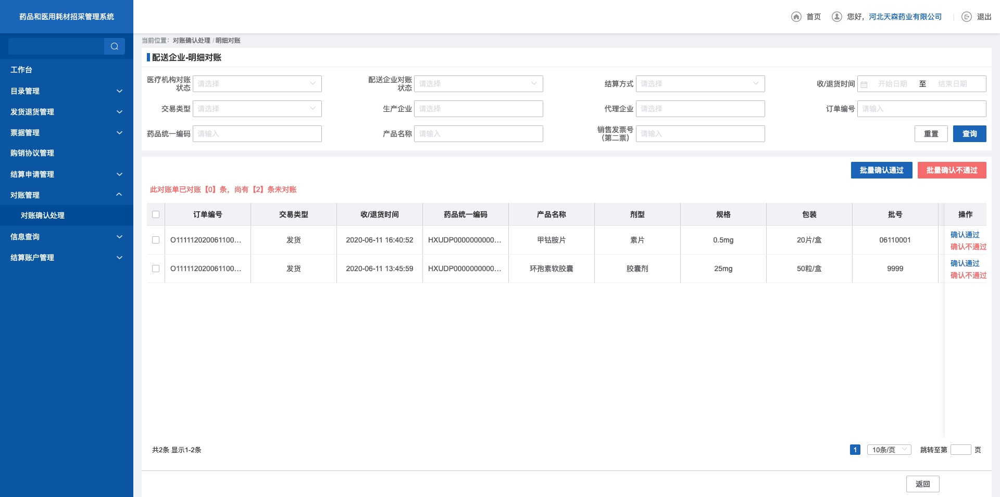 药品和医用耗材招采管理系统
首页
您好，河北天森药业有限公司
退出
当前位置： 对账确认处理 / 明细对账
工作台
目录管理
发货退货管理
票据管理
购销协议管理
结算申请管理
对账管理
对账确认处理
信息查询
结算账户管理
配送企业-明细对账
医疗机构对账状态 请选择
配送企业对账状态 请选择
结算方式 请选择
收/退货时间 开始日期 至 结束日期
交易类型 请选择
生产企业 请选择
代理企业 请选择
订单编号 请输入
药品统一编码 请输入
产品名称 请输入
销售发票号（第二票） 请输入
重置 查询
批量确认通过 批量确认不通过
此对账单已对账【0】条，尚有【2】条未对账
订单编号 交易类型 收/退货时间 药品统一编码 产品名称 剂型 规格 包装 批号 操作
O111112020061100... 发货 2020-06-11 16:40:52 HXUDP0000000000... 甲钴胺片 素片 0.5mg 20片/盒 06110001 确认通过 确认不通过
O111112020061100... 发货 2020-06-11 13:45:59 HXUDP0000000000... 环孢素软胶囊 胶囊剂 25mg 50粒/盒 9999 确认通过 确认不通过
共2条 显示1-2条
1 10条/页 跳转至第 页
返回